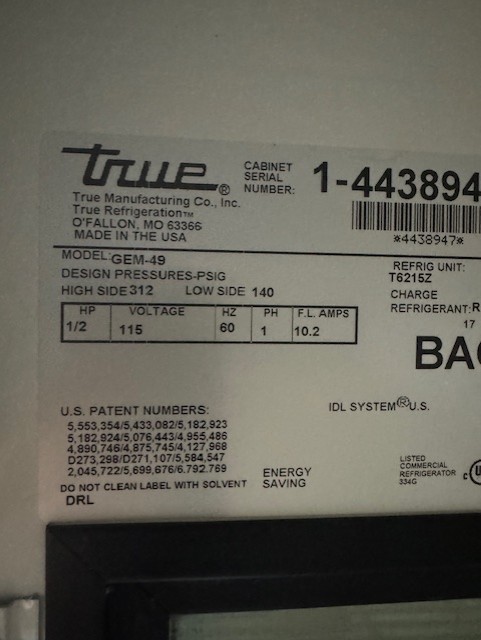 true®
CABINET
SERIAL
NUMBER:
1-443894
True Manufacturing Co., Inc.
True Refrigeration™
O'FALLON, MO 63366
MADE IN THE USA
*4438947*
MODEL: GEM-49
DESIGN PRESSURES-PSIG
HIGH SIDE 312 LOW SIDE 140
REFRIG UNIT:
T6215Z
CHARGE
REFRIGERANT:R
17
HP VOLTAGE HZ PH F.L. AMPS
1/2 115 60 1 10.2
BA
IDL SYSTEM® U.S.
U.S. PATENT NUMBERS:
5,553,354/5,433,082/5,182,923
5,182,924/5,076,443/4,955,486
4,890,746/4,875,745/4,127,968
D273,298/D271,107/5,584,547
2,045,722/5,699,676/6.792.769
DO NOT CLEAN LABEL WITH SOLVENT
DRL
ENERGY
SAVING
LISTED
COMMERCIAL
REFRIGERATOR
334G
c